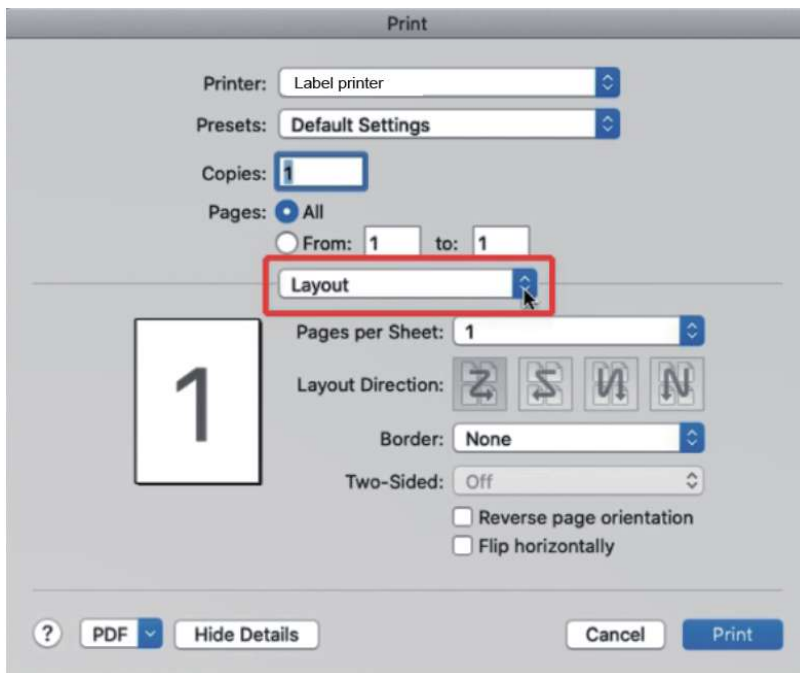 Print
Printer: Label printer
Presets: Default Settings
Copies: 1
Pages: All
From: 1 to: 1
Layout
Pages per Sheet: 1
1
Layout Direction:
Border: None
Two-Sided: Off
Reverse page orientation
Flip horizontally
? PDF Hide Details Cancel Print